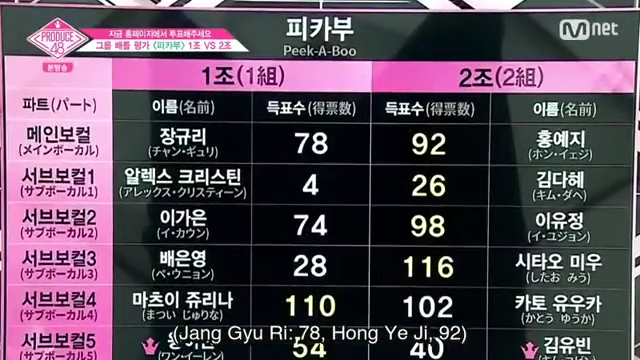 PRODUCE 48
본방송
지금 홈페이지에서 투표해주세요
그룹 배틀 평가 <피카부> 1조 VS 2조
Mnet
피카부
Peek-A-Boo
1조(1組) 2조(2組)
파트(パート) 이름(名前) 득표수(得票数) 득표수(得票数) 이름(名前)
메인보컬 장규리 78 92 홍예지
(メインボーカル) (チャン・ギュリ) (ホン・イェジ)
서브보컬1 알렉스 크리스틴 4 26 김다혜
(サブボーカル1) (アレックス・クリスティーン) (キム・ダヘ)
서브보컬2 이가은 74 98 이유정
(サブボーカル2) (イ・カウン) (イ・ユジョン)
서브보컬3 배은영 28 116 시타오 미우
(サブボーカル3) (ペ・ウニョン) (したお みう)
서브보컬4 마츠이 쥬리나 110 102 카토 유우카
(サブボーカル4) (まつい じゅりな) (かとう ゆうか)
(Jang Gyu Ri: 78, Hong Ye Ji, 92)
서브보컬5 54 40 김유빈
(サブボーカル5) (ワン・イーレン)